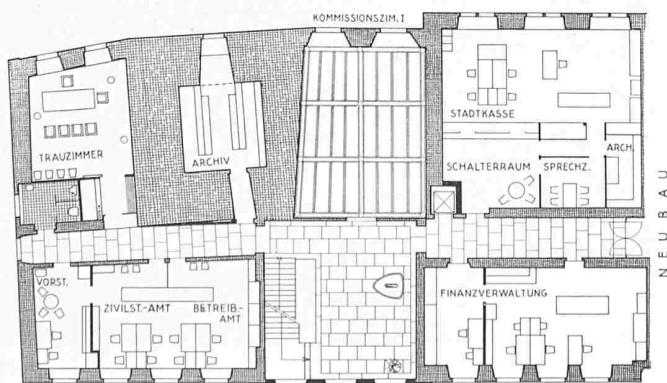 KOMMISSIONSZIM. I
STADTKASSE
TRAUZIMMER
ARCHIV
SCHALTERRAUM
SPRECHZ.
ARCH.
NEUBAU
VORST.
ZIVILST.-AMT
BETREIB.-
AMT
FINANZVERWALTUNG